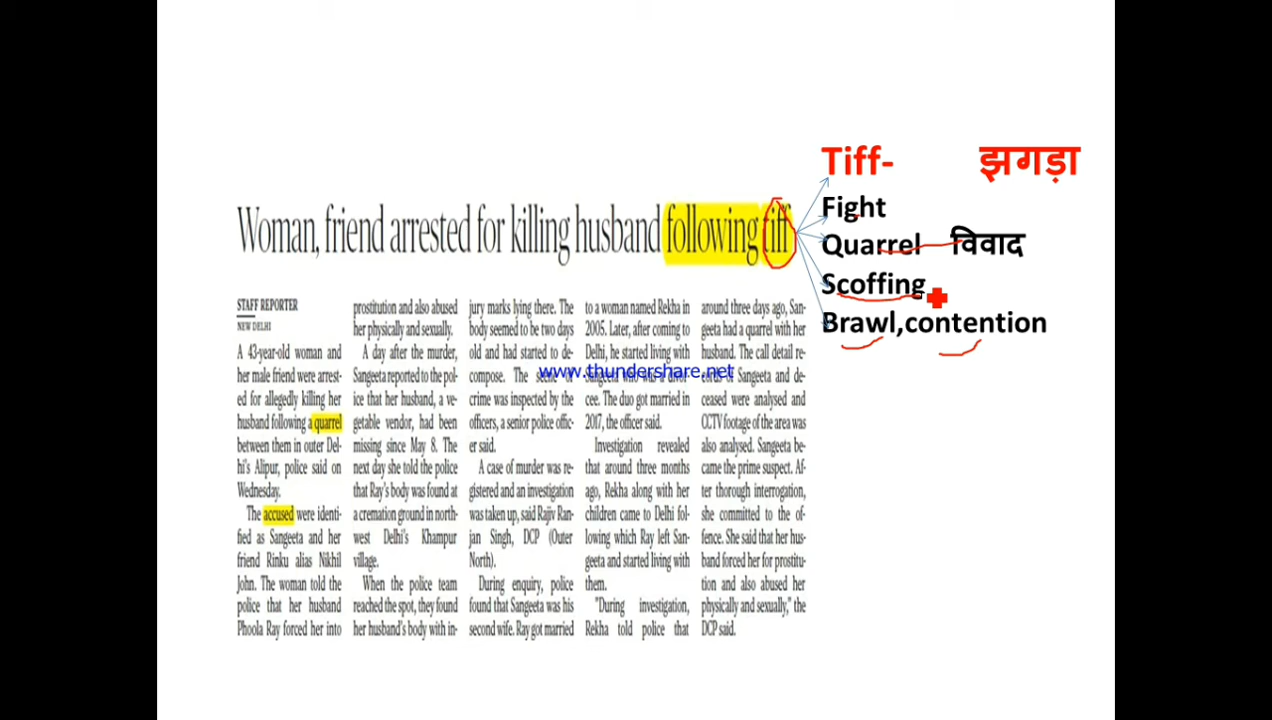 Woman, friend arrested for killing husband following tiff
Tiff- झगड़ा
Fight
Quarrel विवाद
Scoffing
Brawl,contention
STAFF REPORTER
NEW DELHI
A 43-year-old woman and
her male friend were arrest-
ed for allegedly killing her
husband following a quarrel
between them in outer Del-
hi's Alipur, police said on
Wednesday.
The accused were identi-
fied as Sangeeta and her
friend Rinku alias Nikhil
John. The woman told the
police that her husband
Phoola Ray forced her into
prostitution and also abused
her physically and sexually.
A day after the murder,
Sangeeta reported to the pol-
ice that her husband, a ve-
getable vendor, had been
missing since May 8. The
next day she told the police
that Ray's body was found at
a cremation ground in north-
west Delhi's Khampur
village.
When the police team
reached the spot, they found
her husband's body with in-
jury marks lying there. The
body seemed to be two days
old and had started to de-
compose. The scene of
crime was inspected by the
officers, a senior police offic-
er said.
A case of murder was re-
gistered and an investigation
was taken up, said Rajiv Ran-
jan Singh, DCP (Outer
North).
During enquiry, police
found that Sangeeta was his
second wife. Ray got married
to a woman named Rekha in
2005. Later, after coming to
Delhi, he started living with
Sangeeta who was a divor-
cee. The duo got married in
2017, the officer said.
Investigation revealed
that around three months
ago, Rekha along with her
children came to Delhi fol-
lowing which Ray left San-
geeta and started living with
them.
"During investigation,
Rekha told police that
around three days ago, San-
geeta had a quarrel with her
husband. The call detail re-
cords of Sangeeta and de-
ceased were analysed and
CCTV footage of the area was
also analysed. Sangeeta be-
came the prime suspect. Af-
ter thorough interrogation,
she committed to the of-
fence. She said that her hus-
band forced her for prostitu-
tion and also abused her
physically and sexually," the
DCP said.
www.thundershare.net